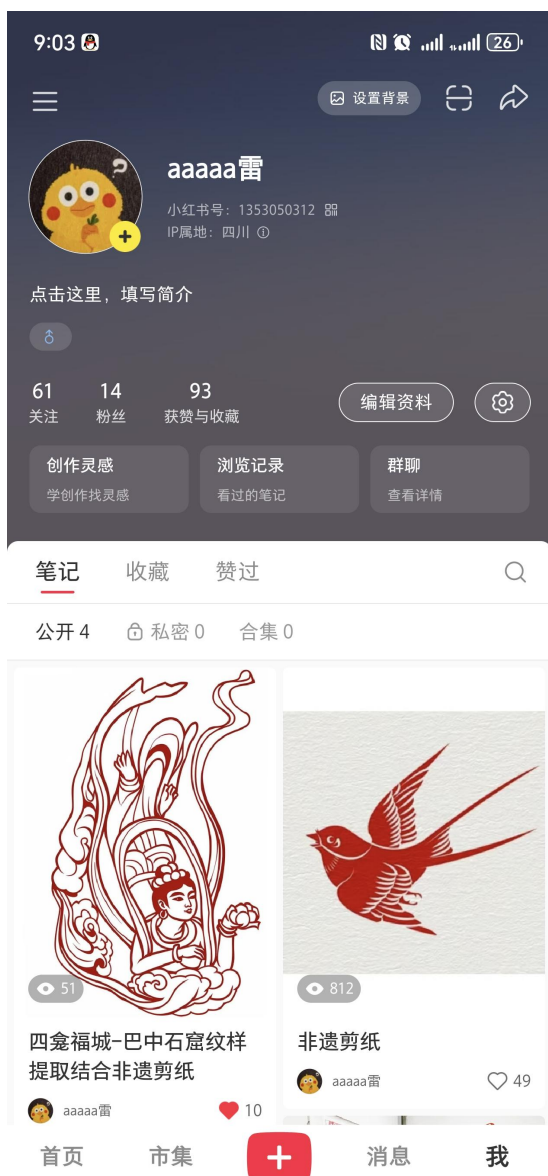 9:03
26
设置背景
aaaaa雷
小红书号：1353050312
IP属地：四川
点击这里，填写简介
61 14 93
关注 粉丝 获赞与收藏
编辑资料
创作灵感 浏览记录 群聊
学创作找灵感 看过的笔记 查看详情
笔记 收藏 赞过
公开 4 私密 0 合集 0
51
812
四龛福城-巴中石窟纹样
提取结合非遗剪纸
aaaaa雷 10
非遗剪纸
aaaaa雷 49
首页 市集 消息 我